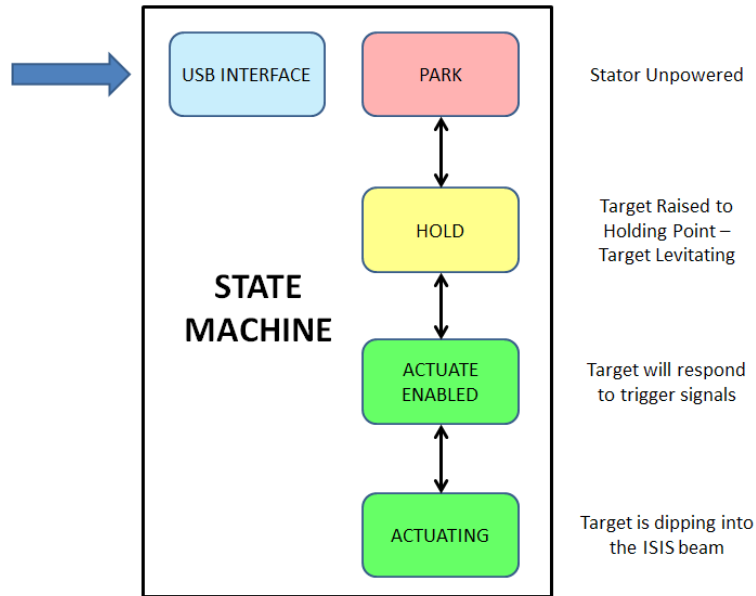 USB INTERFACE
PARK
Stator Unpowered
HOLD
Target Raised to
Holding Point –
Target Levitating
STATE
MACHINE
ACTUATE
ENABLED
Target will respond
to trigger signals
ACTUATING
Target is dipping into
the ISIS beam